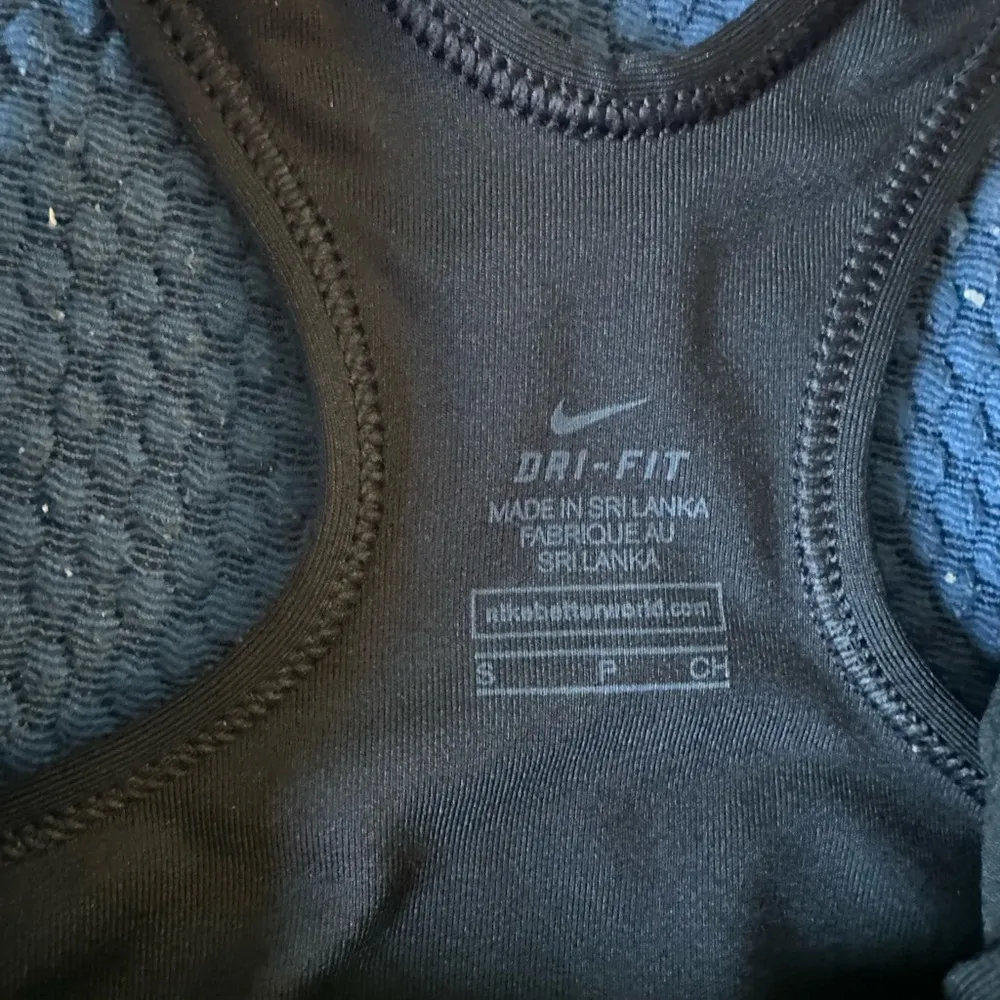 DRI-FIT
MADE IN SRI LANKA
FABRIQUE AU
SRI LANKA
nikebetterworld.com
S P CH